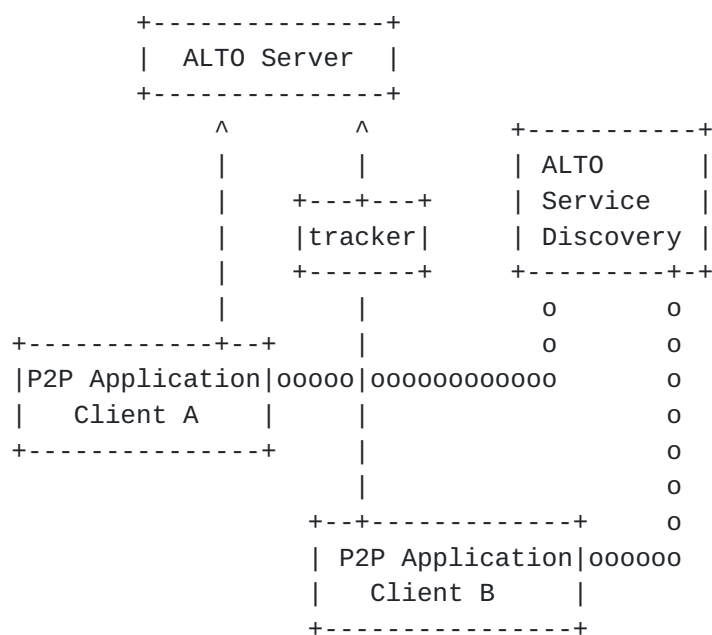 ALTO Server
ALTO
Service
tracker
Discovery
P2P Application
Client A
P2P Application
Client B